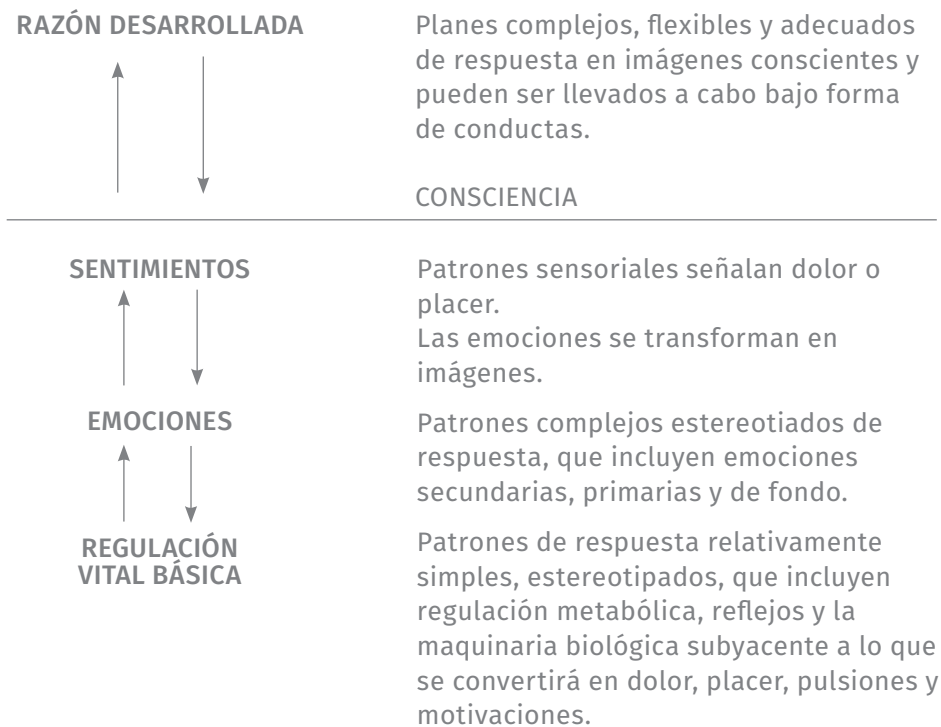 RAZÓN DESARROLLADA
Planes complejos, flexibles y adecuados
de respuesta en imágenes conscientes y
pueden ser llevados a cabo bajo forma
de conductas.
CONSCIENCIA
SENTIMIENTOS
Patrones sensoriales señalan dolor o
placer.
Las emociones se transforman en
imágenes.
EMOCIONES
Patrones complejos estereotiados de
respuesta, que incluyen emociones
secundarias, primarias y de fondo.
REGULACIÓN
VITAL BÁSICA
Patrones de respuesta relativamente
simples, estereotipados, que incluyen
regulación metabólica, reflejos y la
maquinaria biológica subyacente a lo que
se convertirá en dolor, placer, pulsiones y
motivaciones.